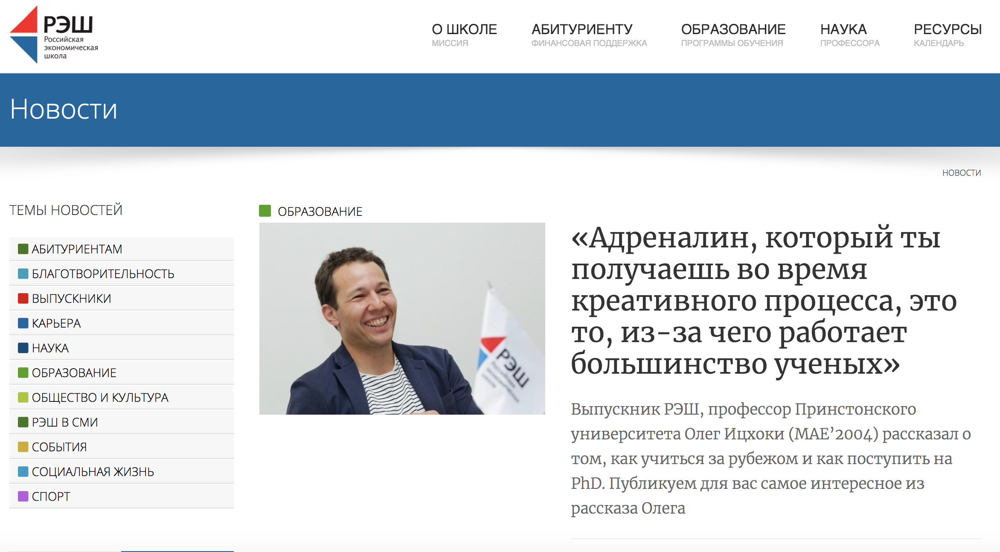 РЭШ
Российская
экономическая
школа
О ШКОЛЕ
МИССИЯ
АБИТУРИЕНТУ
ФИНАНСОВАЯ ПОДДЕРЖКА
ОБРАЗОВАНИЕ
ПРОГРАММЫ ОБУЧЕНИЯ
НАУКА
ПРОФЕССОРА
РЕСУРСЫ
КАЛЕНДАРЬ
Новости
НОВОСТИ
ТЕМЫ НОВОСТЕЙ
АБИТУРИЕНТАМ
БЛАГОТВОРИТЕЛЬНОСТЬ
ВЫПУСКНИКИ
КАРЬЕРА
НАУКА
ОБРАЗОВАНИЕ
ОБЩЕСТВО И КУЛЬТУРА
РЭШ В СМИ
СОБЫТИЯ
СОЦИАЛЬНАЯ ЖИЗНЬ
СПОРТ
ОБРАЗОВАНИЕ
РЭШ
Российская
экономическая
школа
«Адреналин, который ты
получаешь во время
креативного процесса, это
то, из-за чего работает
большинство ученых»
Выпускник РЭШ, профессор Принстонского
университета Олег Ицхоки (MAE’2004) рассказал о
том, как учиться за рубежом и как поступить на
PhD. Публикуем для вас самое интересное из
рассказа Олега